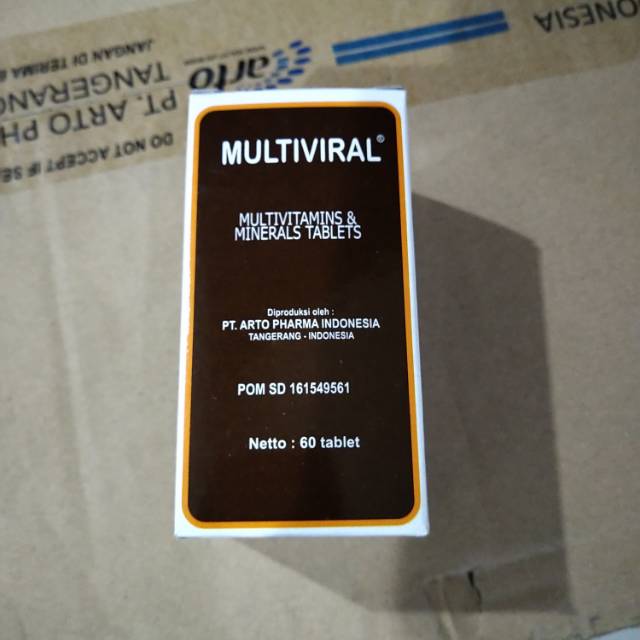 MULTIVIRAL®
MULTIVITAMINS &
MINERALS TABLETS
Diproduksi oleh :
PT. ARTO PHARMA INDONESIA
TANGERANG - INDONESIA
POM SD 161549561
Netto : 60 tablet
ONESIA
arto
JANGAN DI TERIMA
TANGERANG
PT. ARTO PH
DO NOT ACCEPT IF SE